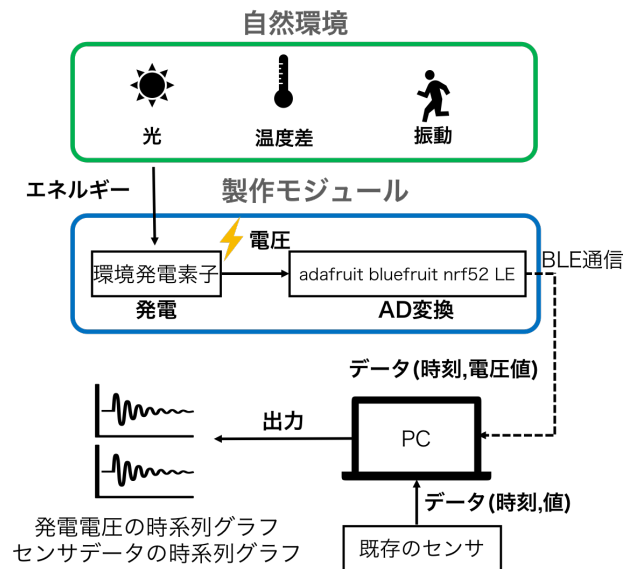 自然環境
光
温度差
振動
エネルギー
製作モジュール
電圧
環境発電素子
adafruit bluefruit nrf52 LE
BLE通信
発電
AD変換
データ(時刻,電圧値)
出力
PC
データ(時刻,値)
発電電圧の時系列グラフ
センサデータの時系列グラフ
既存のセンサ